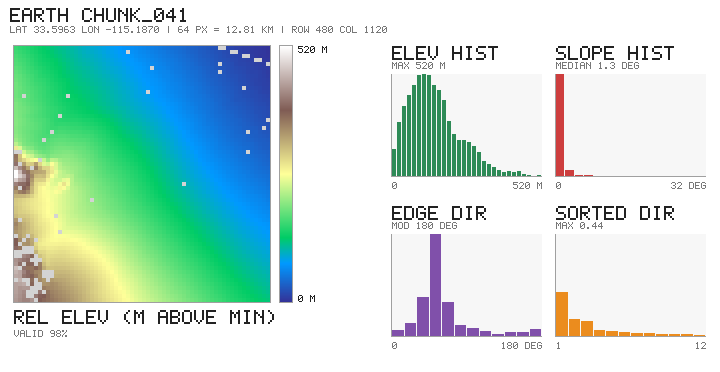 EARTH CHUNK_041
LAT 33.5963 LON -115.1870 | 64 PX = 12.81 KM | ROW 480 COL 1120
520 M
0 M
REL ELEV (M ABOVE MIN)
VALID 98%
ELEV HIST
MAX 520 M
0 520 M
SLOPE HIST
MEDIAN 1.3 DEG
0 32 DEG
EDGE DIR
MOD 180 DEG
0 180 DEG
SORTED DIR
MAX 0.44
1 12